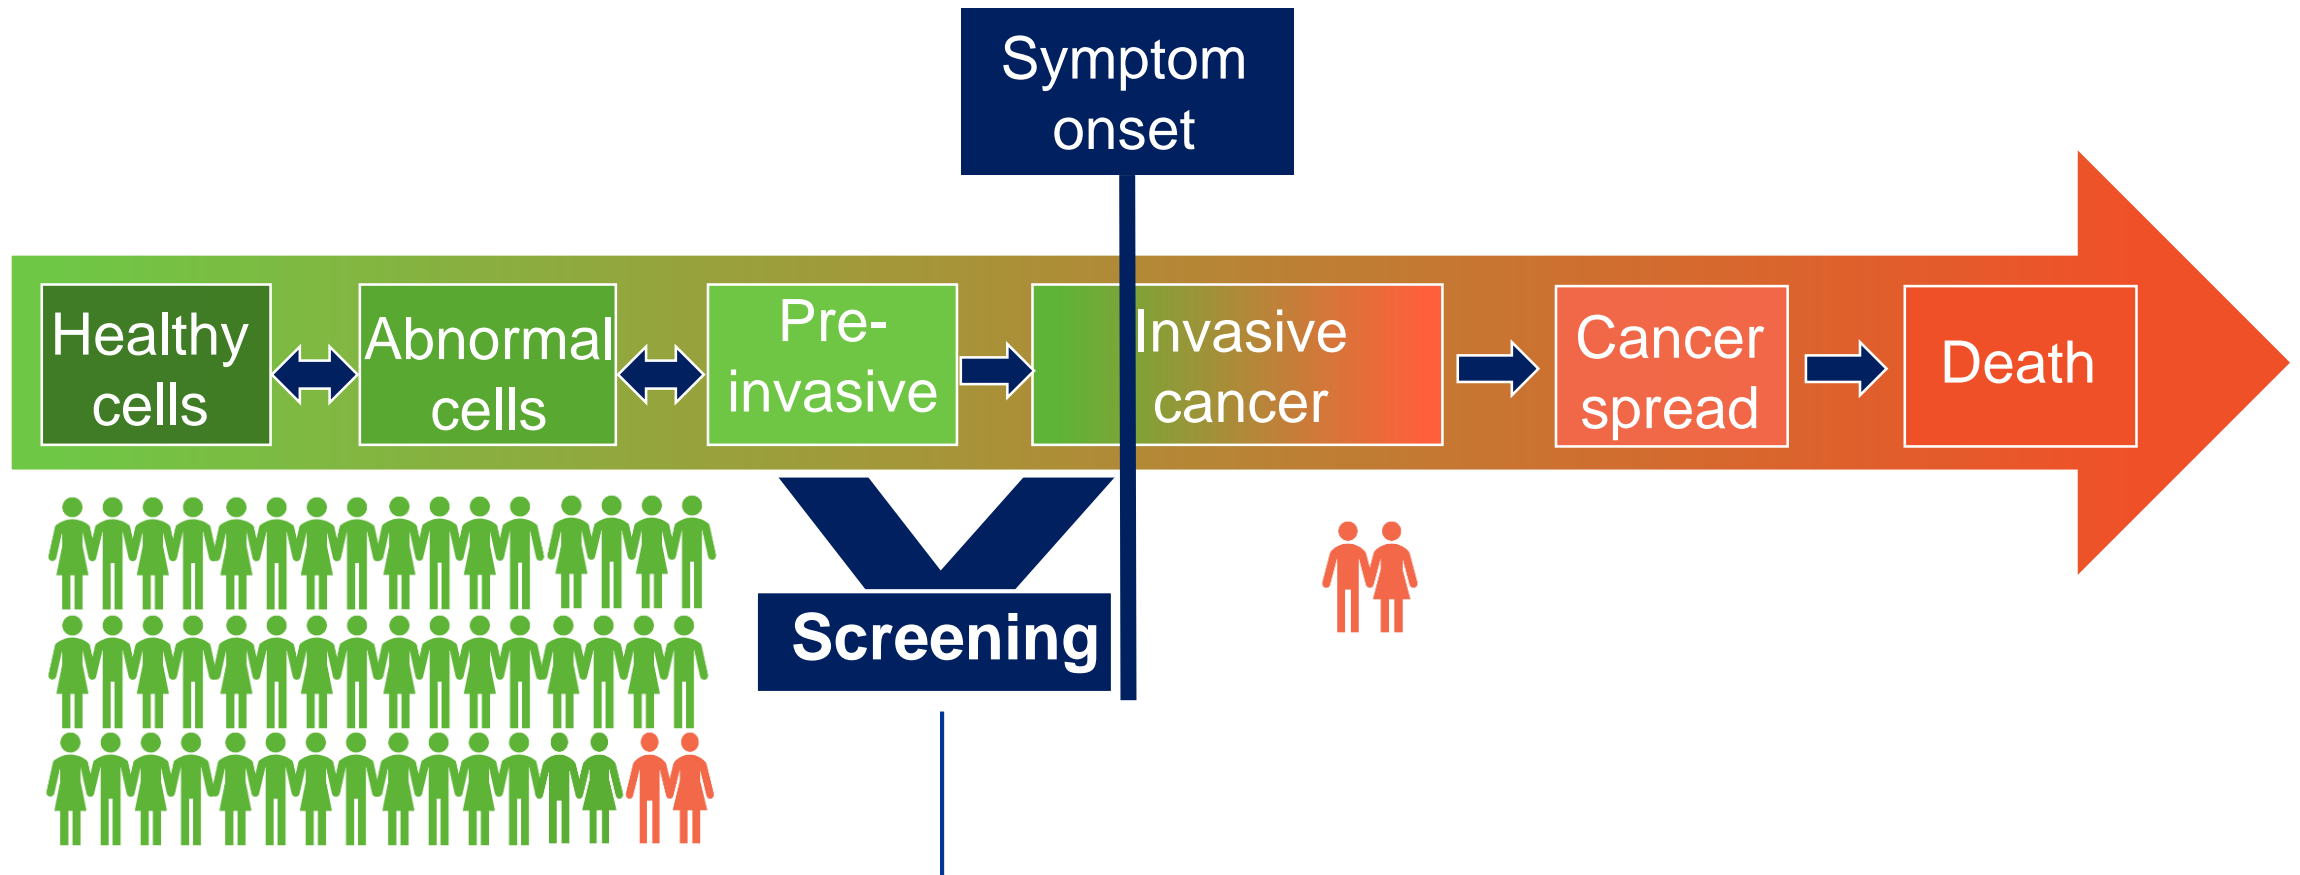 Symptom
onset
Healthy
cells
Abnormal
cells
Pre-
invasive
Invasive
cancer
Cancer
spread
Death
Screening